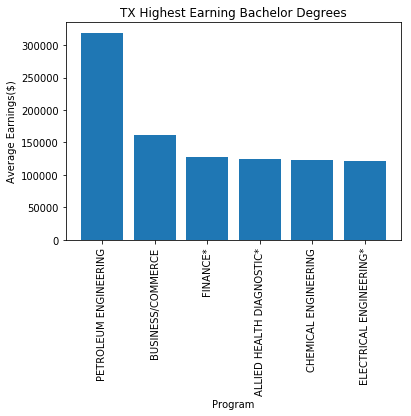 TX Highest Earning Bachelor Degrees
Average Earnings($)
300000
250000
200000
150000
100000
50000
0
PETROLEUM ENGINEERING
BUSINESS/COMMERCE
FINANCE*
ALLIED HEALTH DIAGNOSTIC*
CHEMICAL ENGINEERING
ELECTRICAL ENGINEERING*
Program